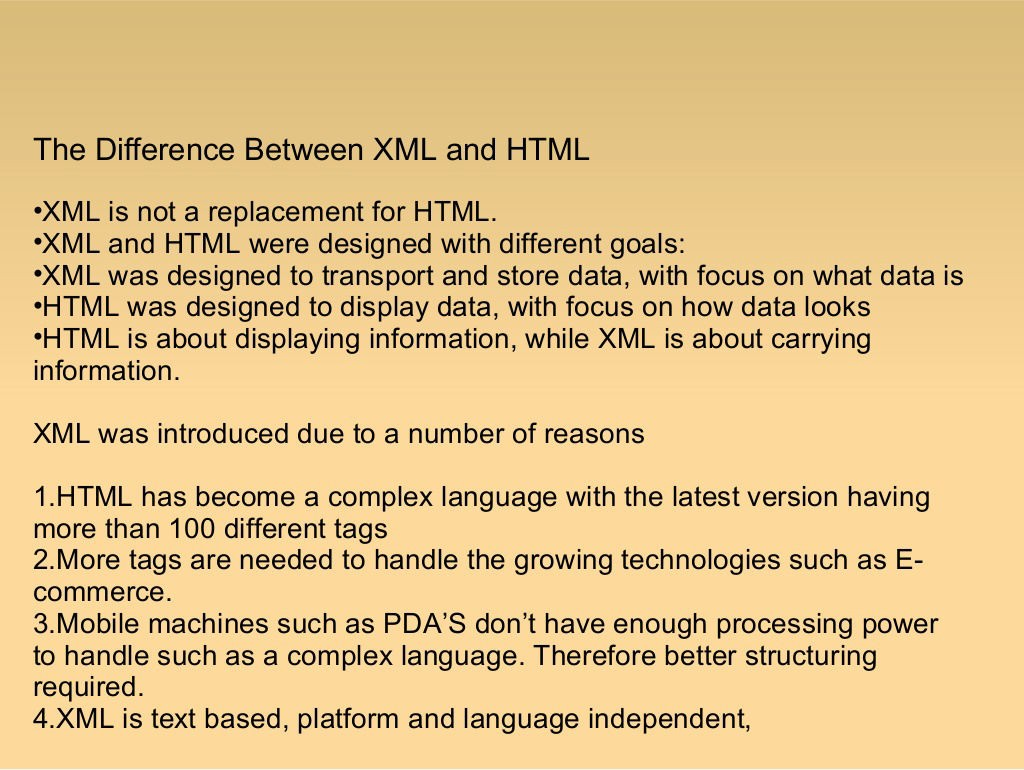 The Difference Between XML and HTML
•XML is not a replacement for HTML.
•XML and HTML were designed with different goals:
•XML was designed to transport and store data, with focus on what data is
•HTML was designed to display data, with focus on how data looks
•HTML is about displaying information, while XML is about carrying
information.
XML was introduced due to a number of reasons
1.HTML has become a complex language with the latest version having
more than 100 different tags
2.More tags are needed to handle the growing technologies such as E-
commerce.
3.Mobile machines such as PDA’S don’t have enough processing power
to handle such as a complex language. Therefore better structuring
required.
4.XML is text based, platform and language independent,